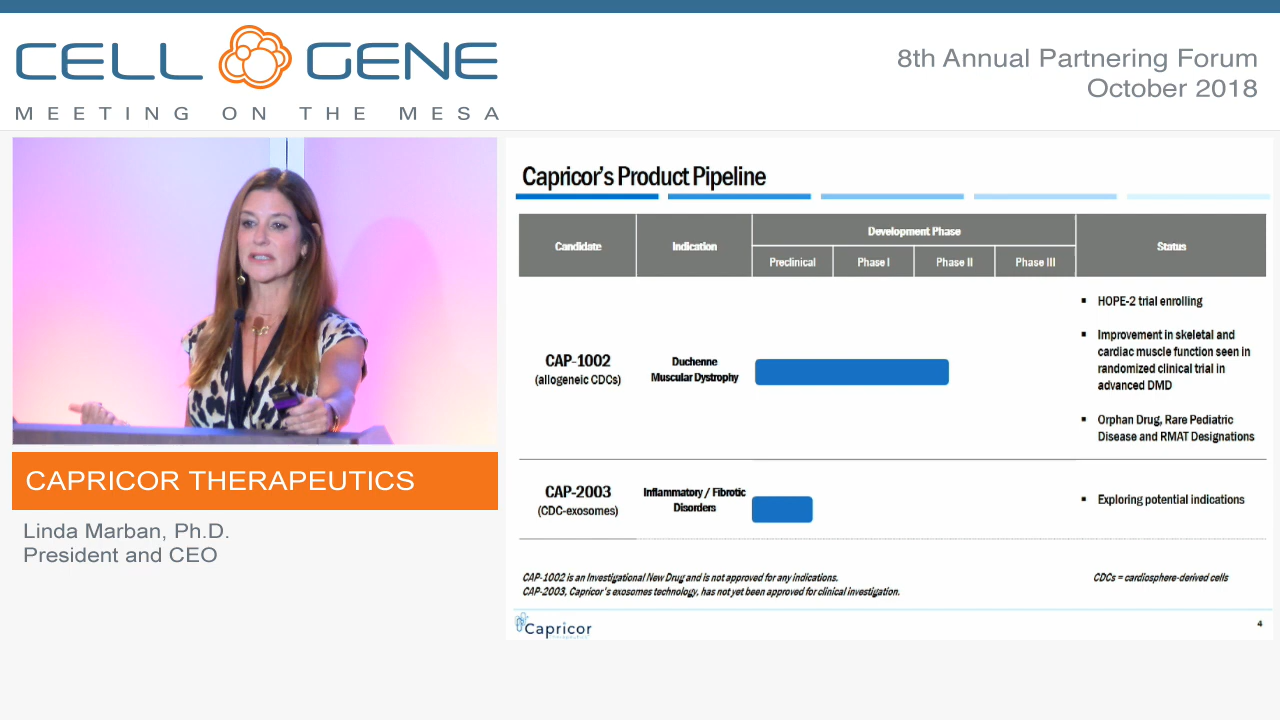 CELL GENE
MEETING ON THE MESA
8th Annual Partnering Forum
October 2018
CAPRICOR THERAPEUTICS
Linda Marban, Ph.D.
President and CEO
Capricor's Product Pipeline
Candidate
Indication
Development Phase
Status
Preclinical
Phase I
Phase II
Phase III
CAP-1002
(allogeneic CDCs)
Duchenne
Muscular Dystrophy
▪ HOPE-2 trial enrolling
▪ Improvement in skeletal and
cardiac muscle function seen in
randomized clinical trial in
advanced DMD
▪ Orphan Drug, Rare Pediatric
Disease and RMAT Designations
CAP-2003
(CDC-exosomes)
Inflammatory / Fibrotic
Disorders
▪ Exploring potential indications
CAP-1002 is an Investigational New Drug and is not approved for any indications.
CAP-2003, Capricor's exosomes technology, has not yet been approved for clinical investigation.
CDCs = cardiosphere-derived cells
Capricor
4